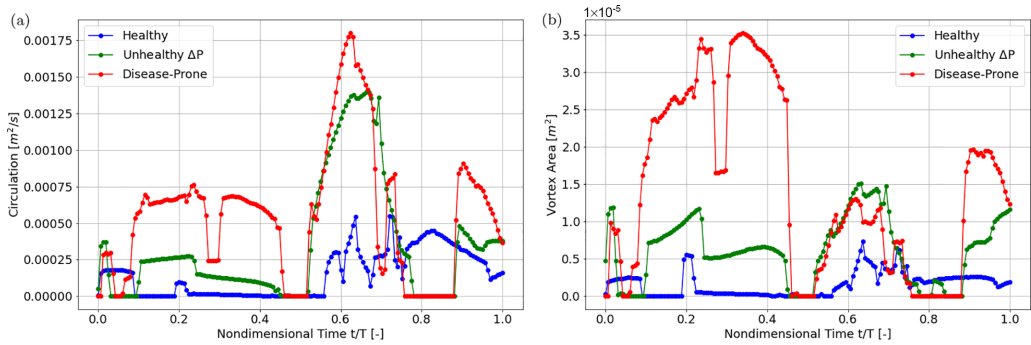 (a)
Healthy
Unhealthy ΔP
Disease-Prone
Circulation [m²/s]
0.00175
0.00150
0.00125
0.00100
0.00075
0.00050
0.00025
0.00000
0.0 0.2 0.4 0.6 0.8 1.0
Nondimensional Time t/T [-]
(b)
1×10⁻⁵
Healthy
Unhealthy ΔP
Disease-Prone
Vortex Area [m²]
3.5
3.0
2.5
2.0
1.5
1.0
0.5
0.0
0.0 0.2 0.4 0.6 0.8 1.0
Nondimensional Time t/T [-]